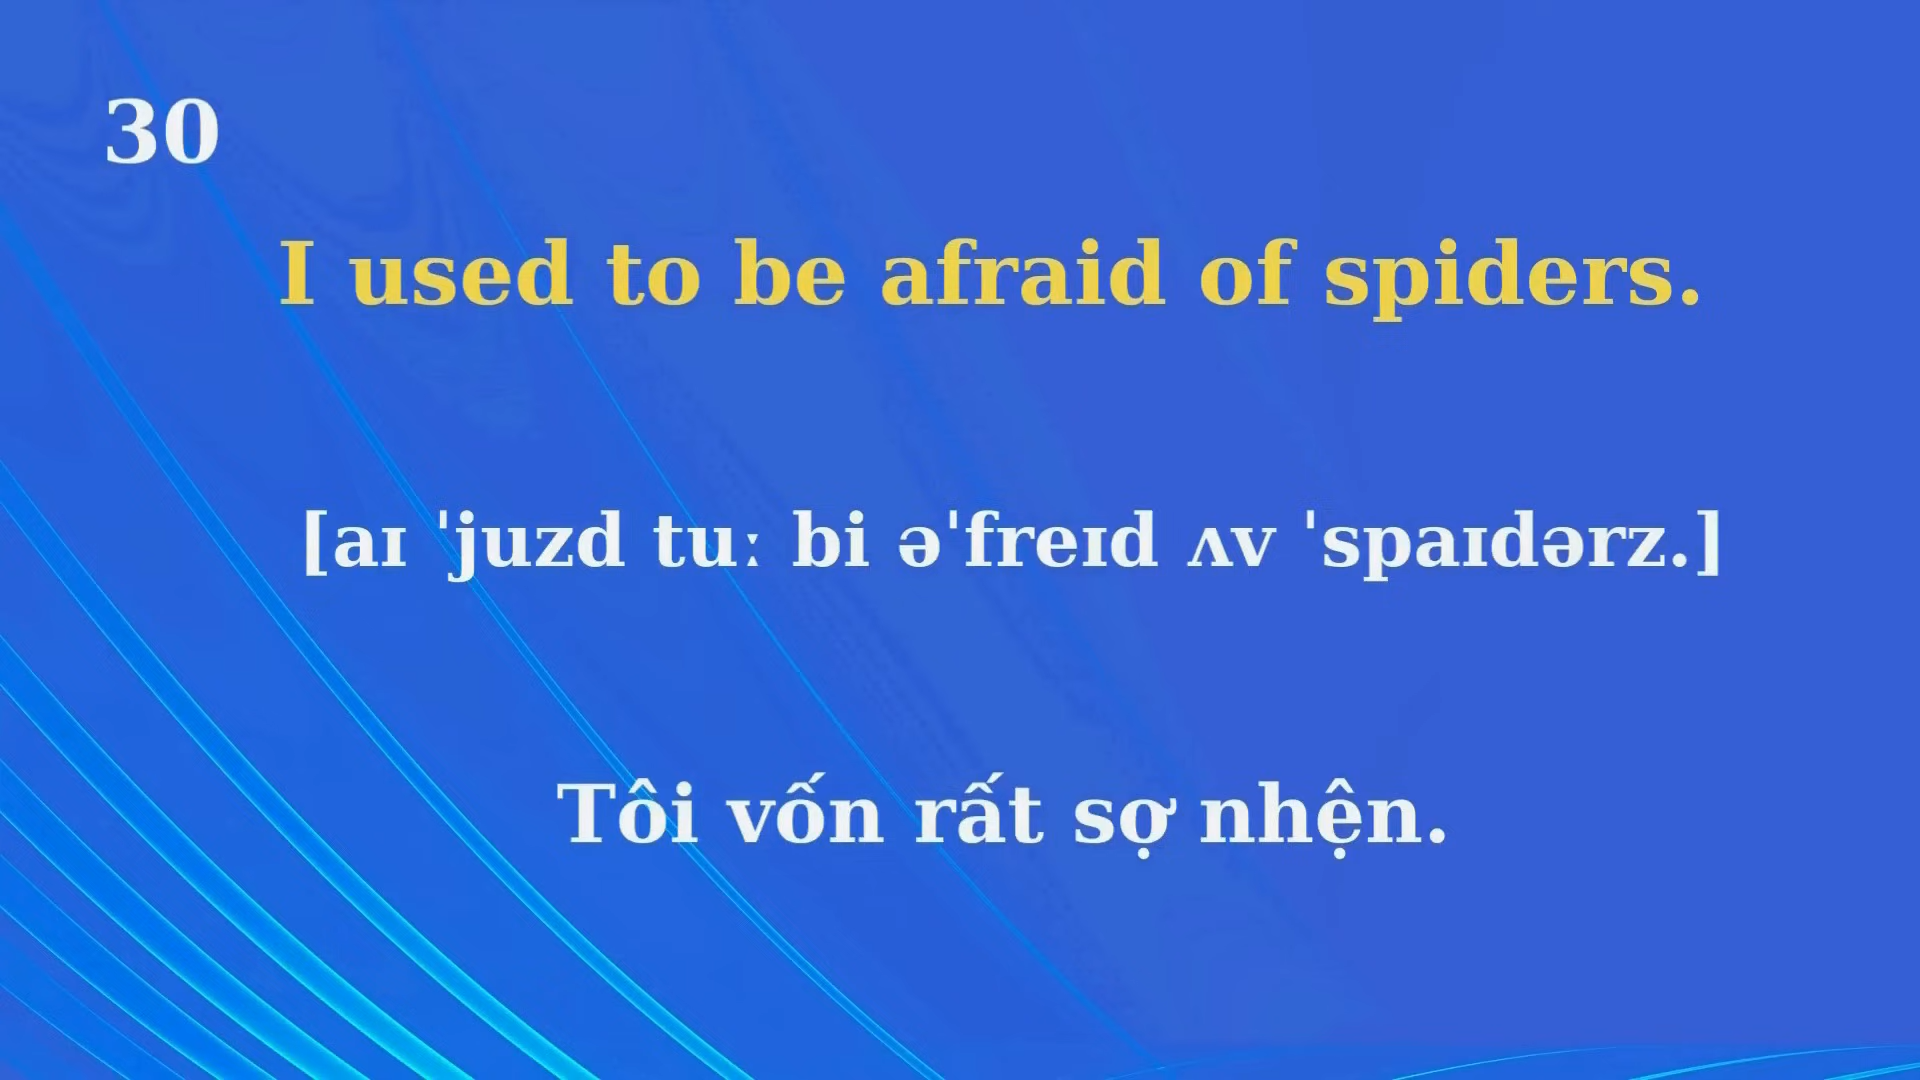 30
I used to be afraid of spiders.
[aɪ ˈjuzd tuː bi əˈfreɪd ʌv ˈspaɪdərz.]
Tôi vốn rất sợ nhện.